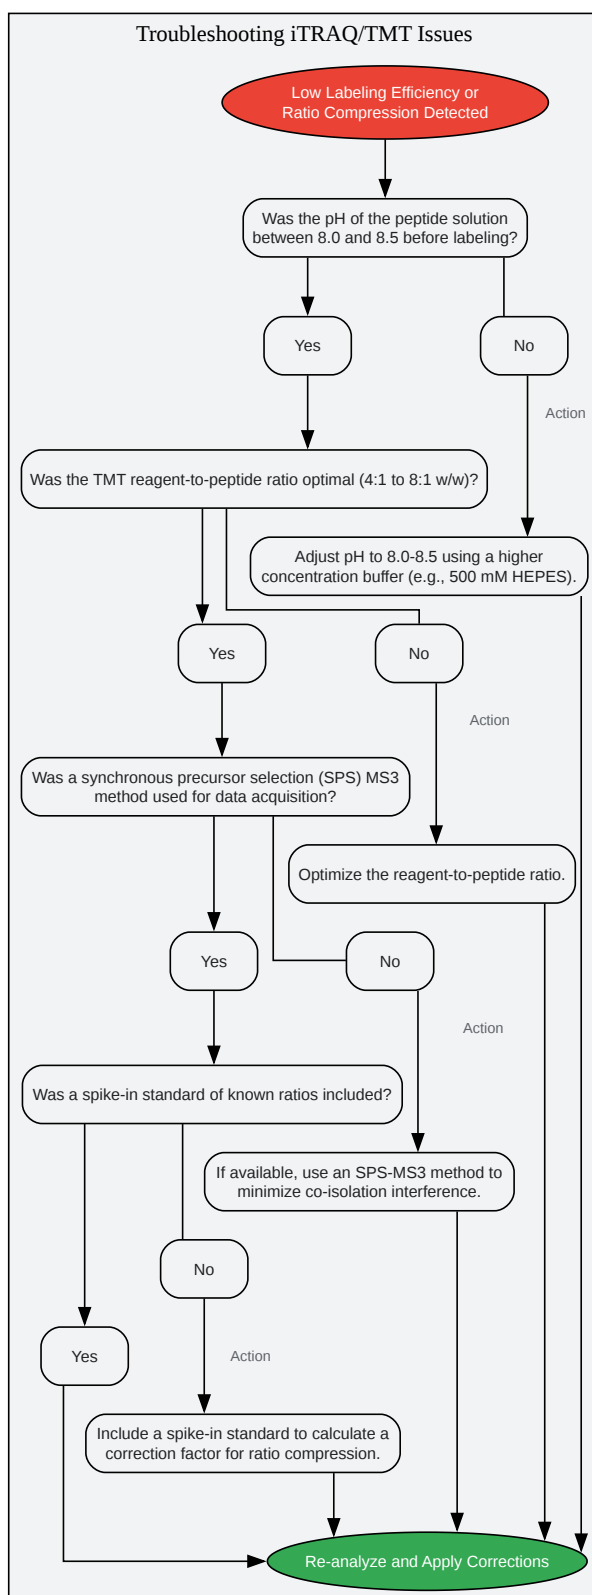 Troubleshooting iTRAQ/TMT Issues
Low Labeling Efficiency or
Ratio Compression Detected
Was the pH of the peptide solution
between 8.0 and 8.5 before labeling?
Yes
No
Action
Was the TMT reagent-to-peptide ratio optimal (4:1 to 8:1 w/w)?
Adjust pH to 8.0-8.5 using a higher
concentration buffer (e.g., 500 mM HEPES).
Yes
No
Action
Was a synchronous precursor selection (SPS) MS3
method used for data acquisition?
Optimize the reagent-to-peptide ratio.
Yes
No
Action
Was a spike-in standard of known ratios included?
If available, use an SPS-MS3 method to
minimize co-isolation interference.
No
Yes
Action
Include a spike-in standard to calculate a
correction factor for ratio compression.
Re-analyze and Apply Corrections